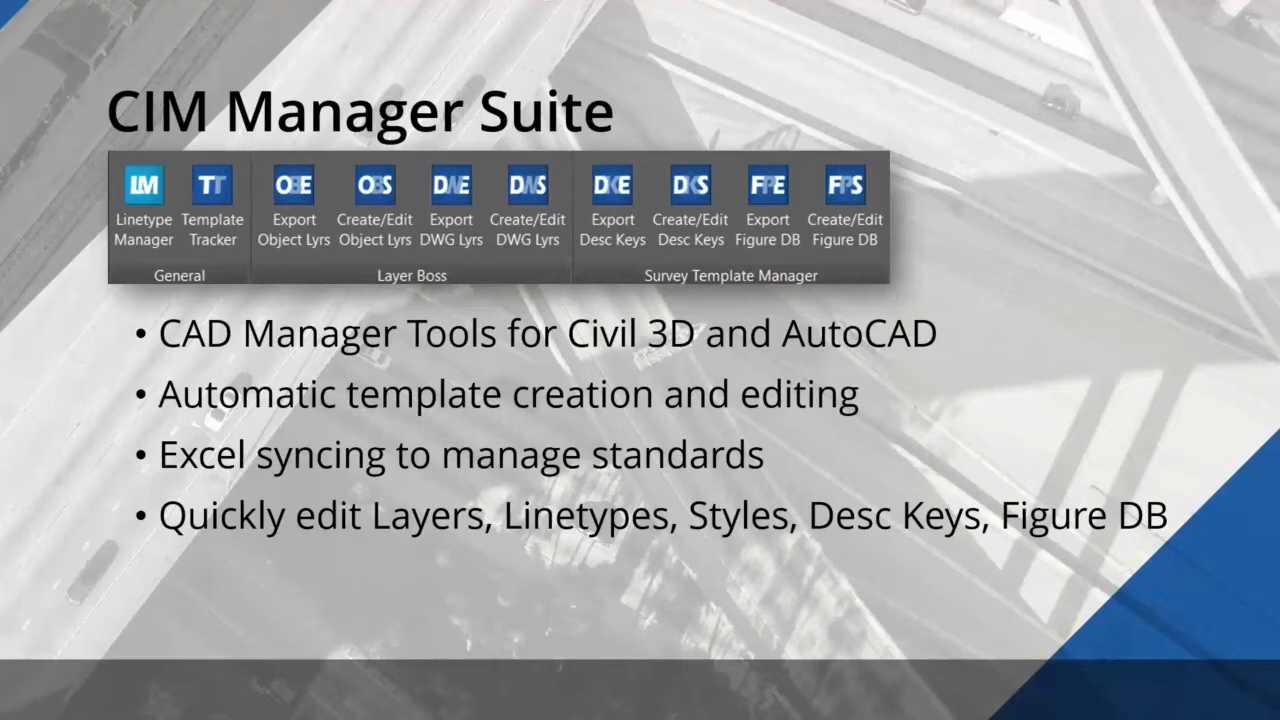 CIM Manager Suite
LM TT OBE OBS DWE DWS DKE DKS FPE FPS
Linetype Template Export Create/Edit Export Create/Edit Export Create/Edit Export Create/Edit
Manager Tracker Object Lyrs Object Lyrs DWG Lyrs DWG Lyrs Desc Keys Desc Keys Figure DB Figure DB
General Layer Boss Survey Template Manager
• CAD Manager Tools for Civil 3D and AutoCAD
• Automatic template creation and editing
• Excel syncing to manage standards
• Quickly edit Layers, Linetypes, Styles, Desc Keys, Figure DB